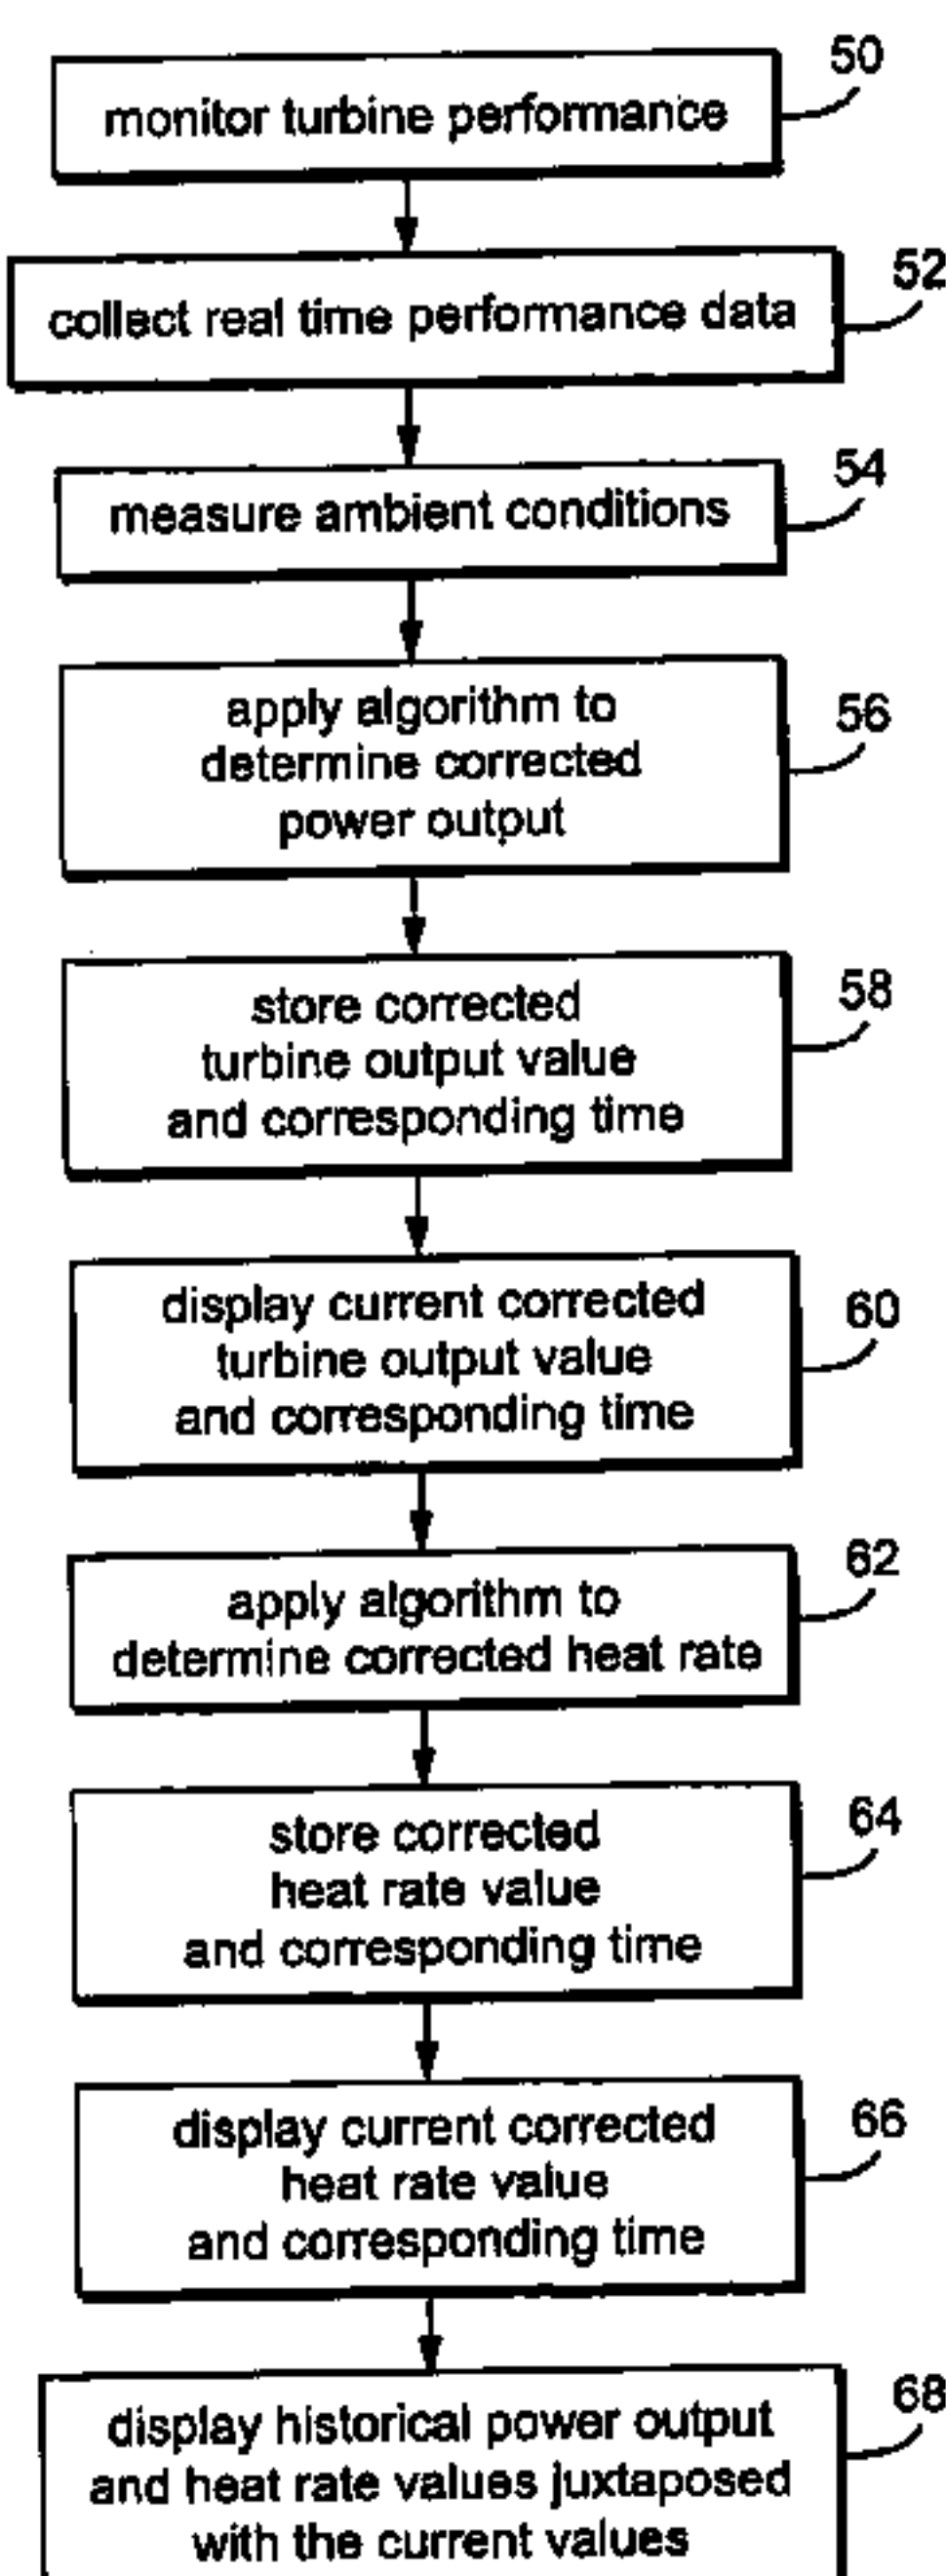 50
monitor turbine performance
52
collect real time performance data
54
measure ambient conditions
56
apply algorithm to
determine corrected
power output
58
store corrected
turbine output value
and corresponding time
60
display current corrected
turbine output value
and corresponding time
62
apply algorithm to
determine corrected heat rate
64
store corrected
heat rate value
and corresponding time
66
display current corrected
heat rate value
and corresponding time
68
display historical power output
and heat rate values juxtaposed
with the current values